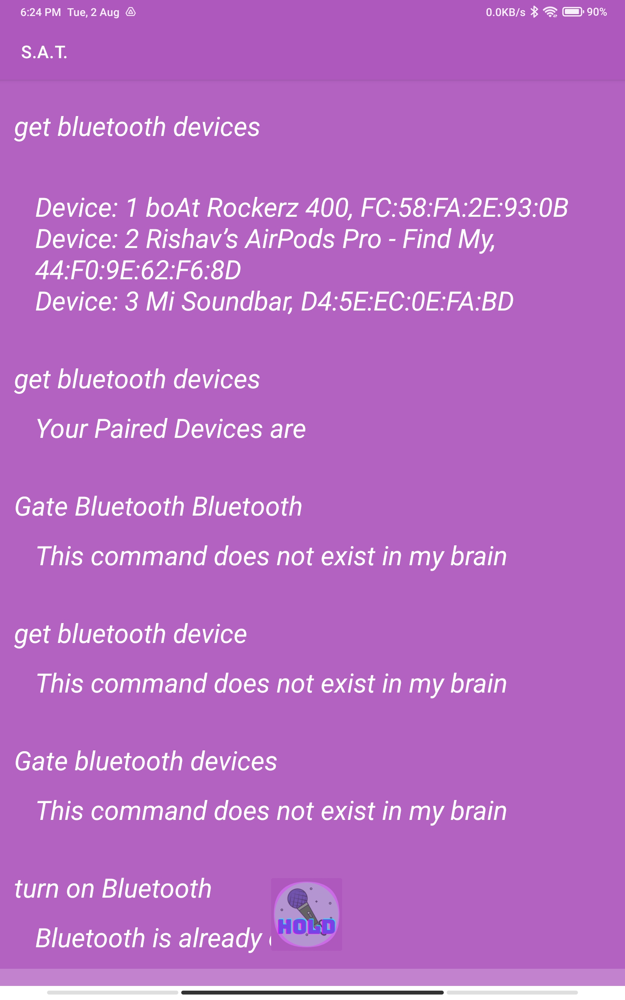 6:24 PM Tue, 2 Aug 0.0KB/s 90%
S.A.T.
get bluetooth devices
Device: 1 boAt Rockerz 400, FC:58:FA:2E:93:0B
Device: 2 Rishav’s AirPods Pro - Find My,
44:F0:9E:62:F6:8D
Device: 3 Mi Soundbar, D4:5E:EC:0E:FA:BD
get bluetooth devices
Your Paired Devices are
Gate Bluetooth Bluetooth
This command does not exist in my brain
get bluetooth device
This command does not exist in my brain
Gate bluetooth devices
This command does not exist in my brain
turn on Bluetooth
Bluetooth is already
HOLD